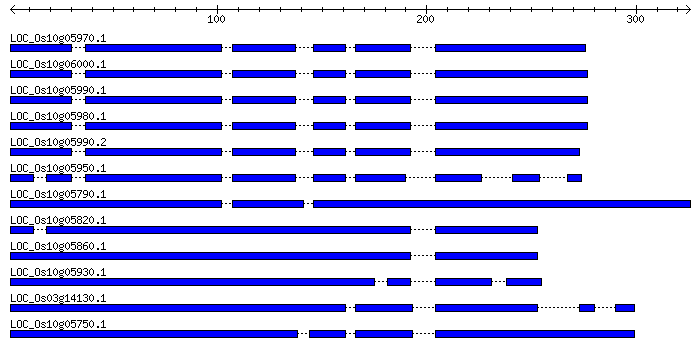 100 200 300
LOC_Os10g05970.1
LOC_Os10g06000.1
LOC_Os10g05990.1
LOC_Os10g05980.1
LOC_Os10g05990.2
LOC_Os10g05950.1
LOC_Os10g05790.1
LOC_Os10g05820.1
LOC_Os10g05860.1
LOC_Os10g05930.1
LOC_Os03g14130.1
LOC_Os10g05750.1